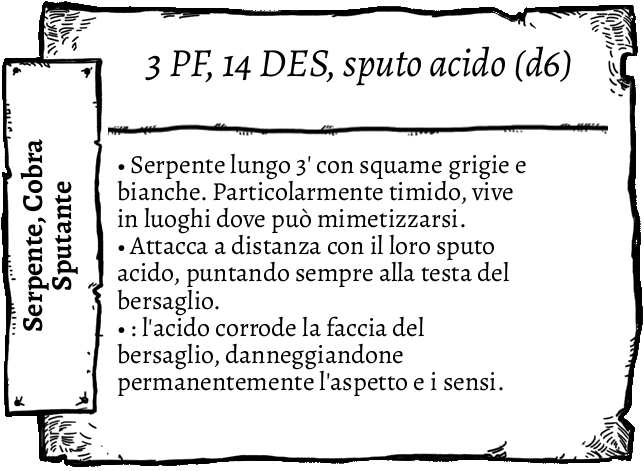 3 PF, 14 DES, sputo acido (d6)
Serpente, Cobra
Sputante
• Serpente lungo 3' con squame grigie e
bianche. Particolarmente timido, vive
in luoghi dove può mimetizzarsi.
• Attacca a distanza con il loro sputo
acido, puntando sempre alla testa del
bersaglio.
• : l'acido corrode la faccia del
bersaglio, danneggiandone
permanentemente l'aspetto e i sensi.